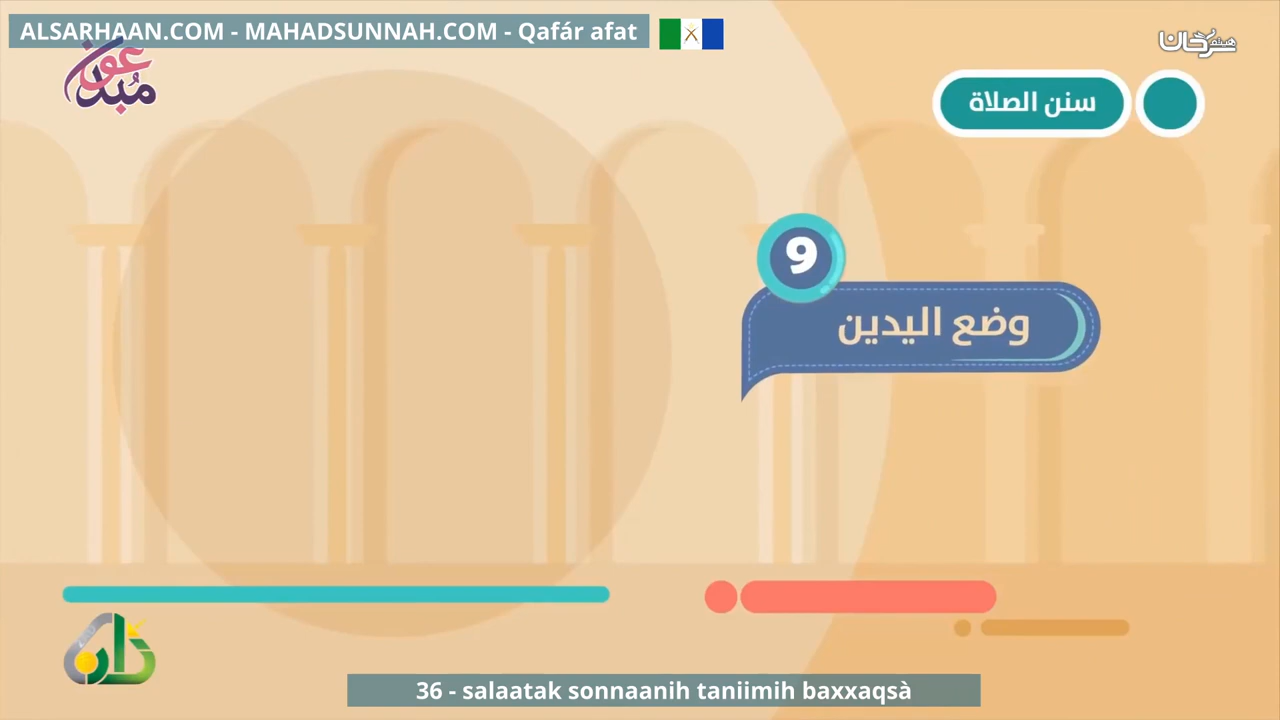 ALSARHAAN.COM - MAHADSUNNAH.COM - Qafár afat
سنن الصلاة
9
وضع اليدين
36 - salaatak sonnaanih taniimih baxxaqsà